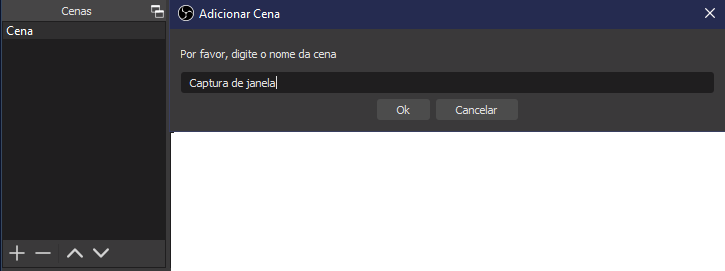 Cenas
Cena
Adicionar Cena
Por favor, digite o nome da cena
Captura de janela
Ok
Cancelar